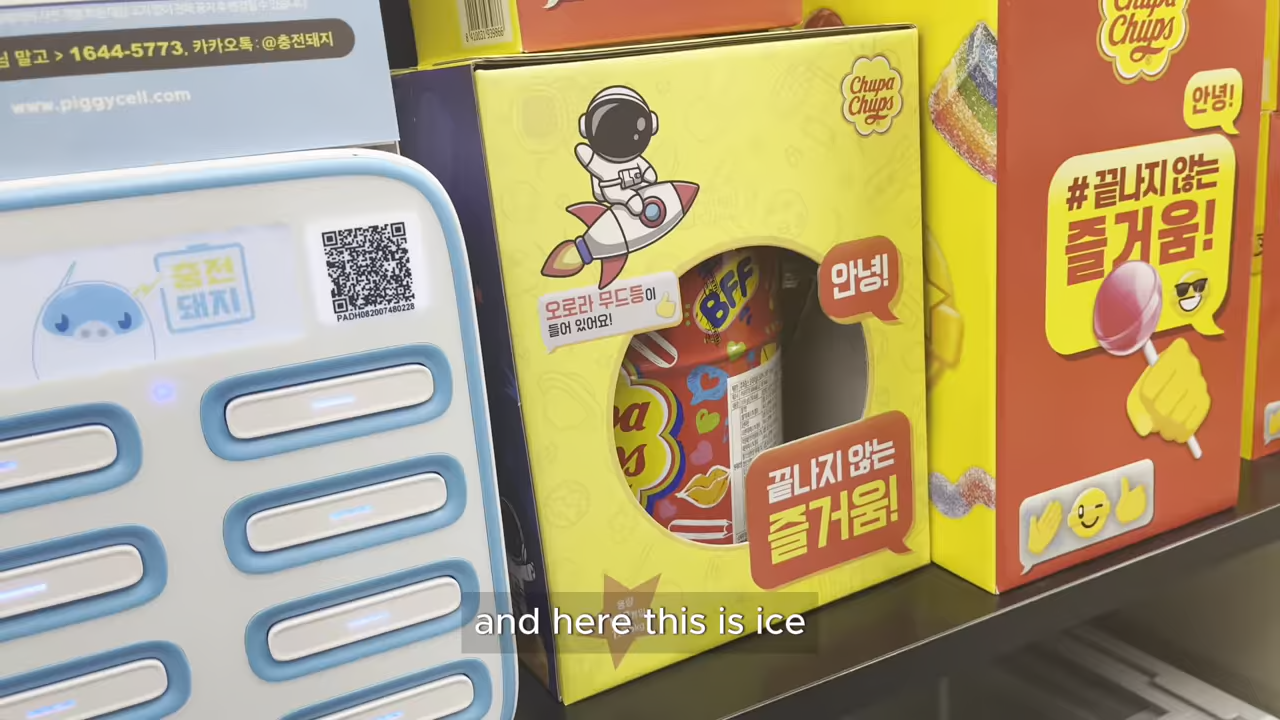 님 말고 > 1644-5773, 카카오톡 : @충전돼지
www.piggycell.com
충전
돼지
PADH082007480228
Chupa
Chups
오로라 무드등이
들어 있어요!
BFF
안녕!
끝나지 않는
즐거움!
Chupa
Chups
안녕!
# 끝나지 않는
즐거움!
and here this is ice